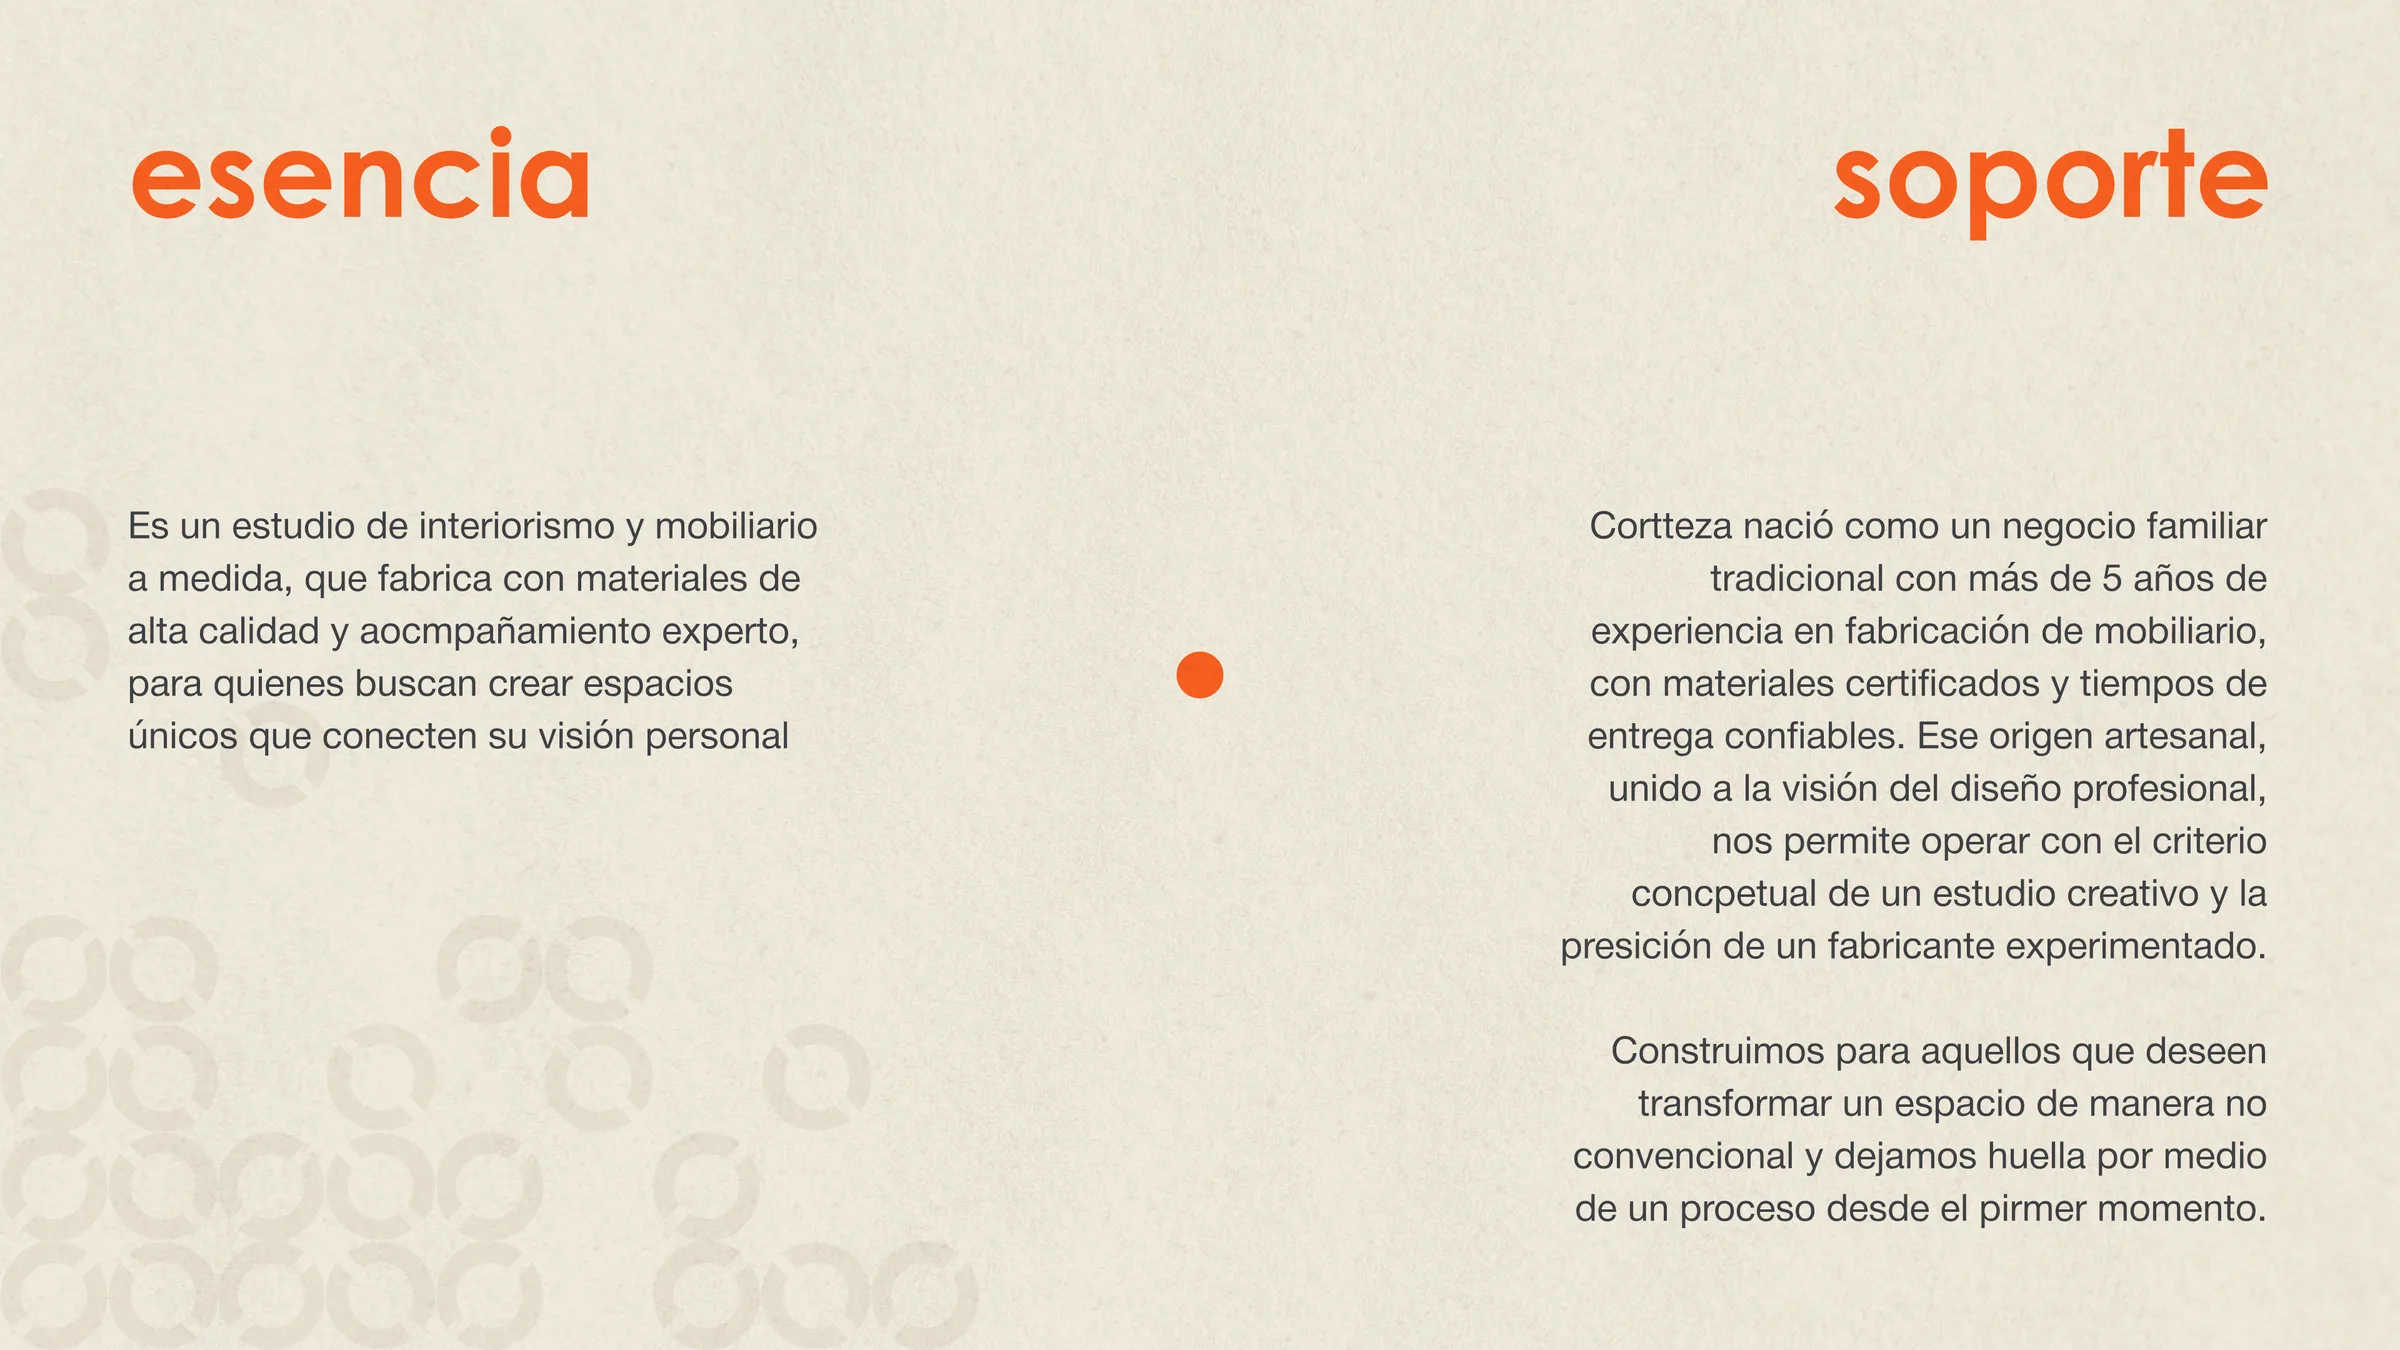 esencia
Es un estudio de interiorismo y mobiliario
a medida, que fabrica con materiales de
alta calidad y aocmpañamiento experto,
para quienes buscan crear espacios
únicos que conecten su visión personal
soporte
Cortteza nació como un negocio familiar
tradicional con más de 5 años de
experiencia en fabricación de mobiliario,
con materiales certificados y tiempos de
entrega confiables. Ese origen artesanal,
unido a la visión del diseño profesional,
nos permite operar con el criterio
concpetual de un estudio creativo y la
presición de un fabricante experimentado.
Construimos para aquellos que deseen
transformar un espacio de manera no
convencional y dejamos huella por medio
de un proceso desde el pirmer momento.